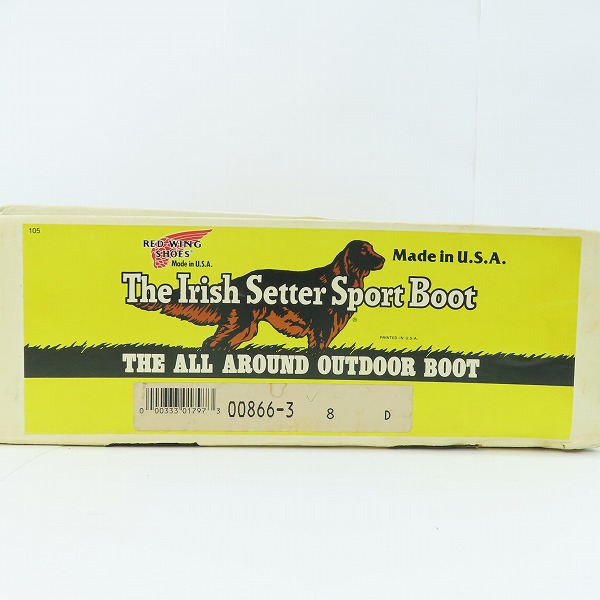 105
RED WING
SHOES®
Made in U.S.A.
Made in U.S.A.
The Irish Setter Sport Boot
®
PRINTED IN U.S.A.
THE ALL AROUND OUTDOOR BOOT
0 00333 01797 3
00866-3 8 D